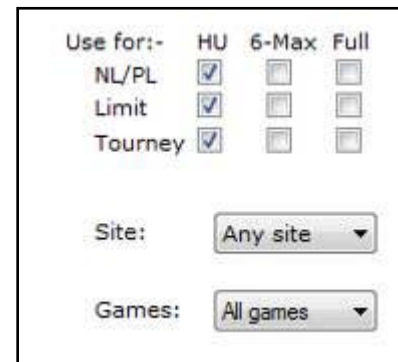 Use for:- HU 6-Max Full
NL/PL
Limit
Tourney
Site: Any site
Games: All games